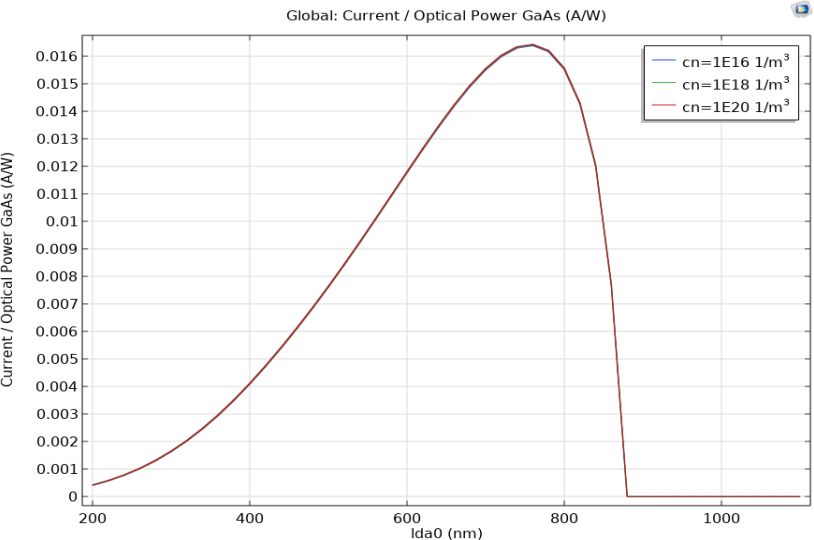 Global: Current / Optical Power GaAs (A/W)
cn=1E16 1/m³
cn=1E18 1/m³
cn=1E20 1/m³
Current / Optical Power GaAs (A/W)
0.016
0.015
0.014
0.013
0.012
0.011
0.01
0.009
0.008
0.007
0.006
0.005
0.004
0.003
0.002
0.001
0
200 400 600 800 1000
lda0 (nm)